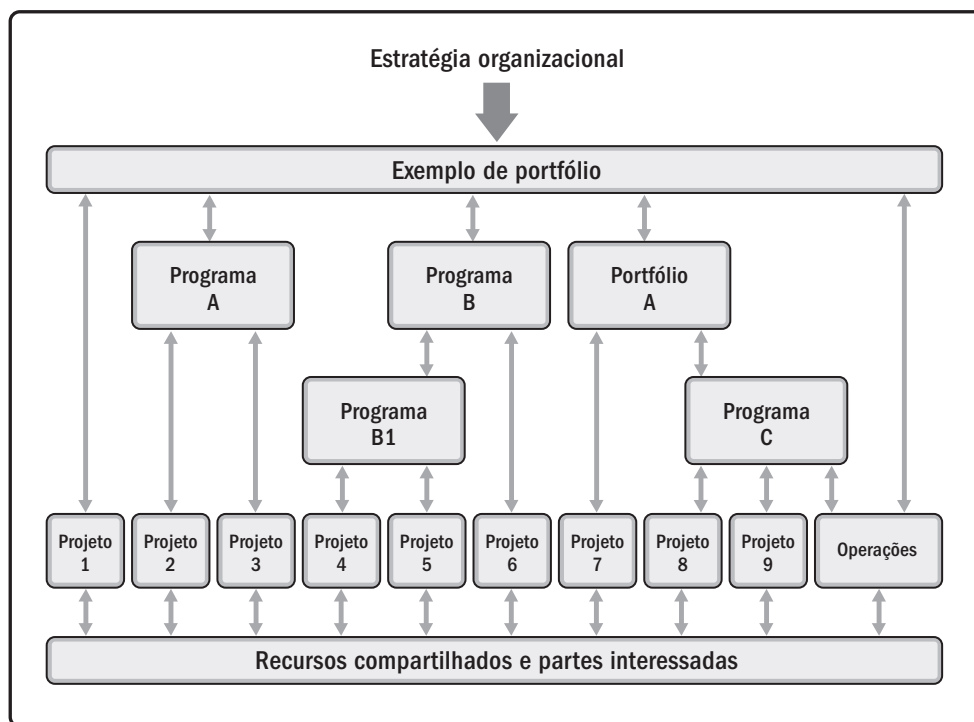 Estratégia organizacional
Exemplo de portfólio
Programa
A
Programa
B
Portfólio
A
Programa
B1
Programa
C
Projeto
1
Projeto
2
Projeto
3
Projeto
4
Projeto
5
Projeto
6
Projeto
7
Projeto
8
Projeto
9
Operações
Recursos compartilhados e partes interessadas